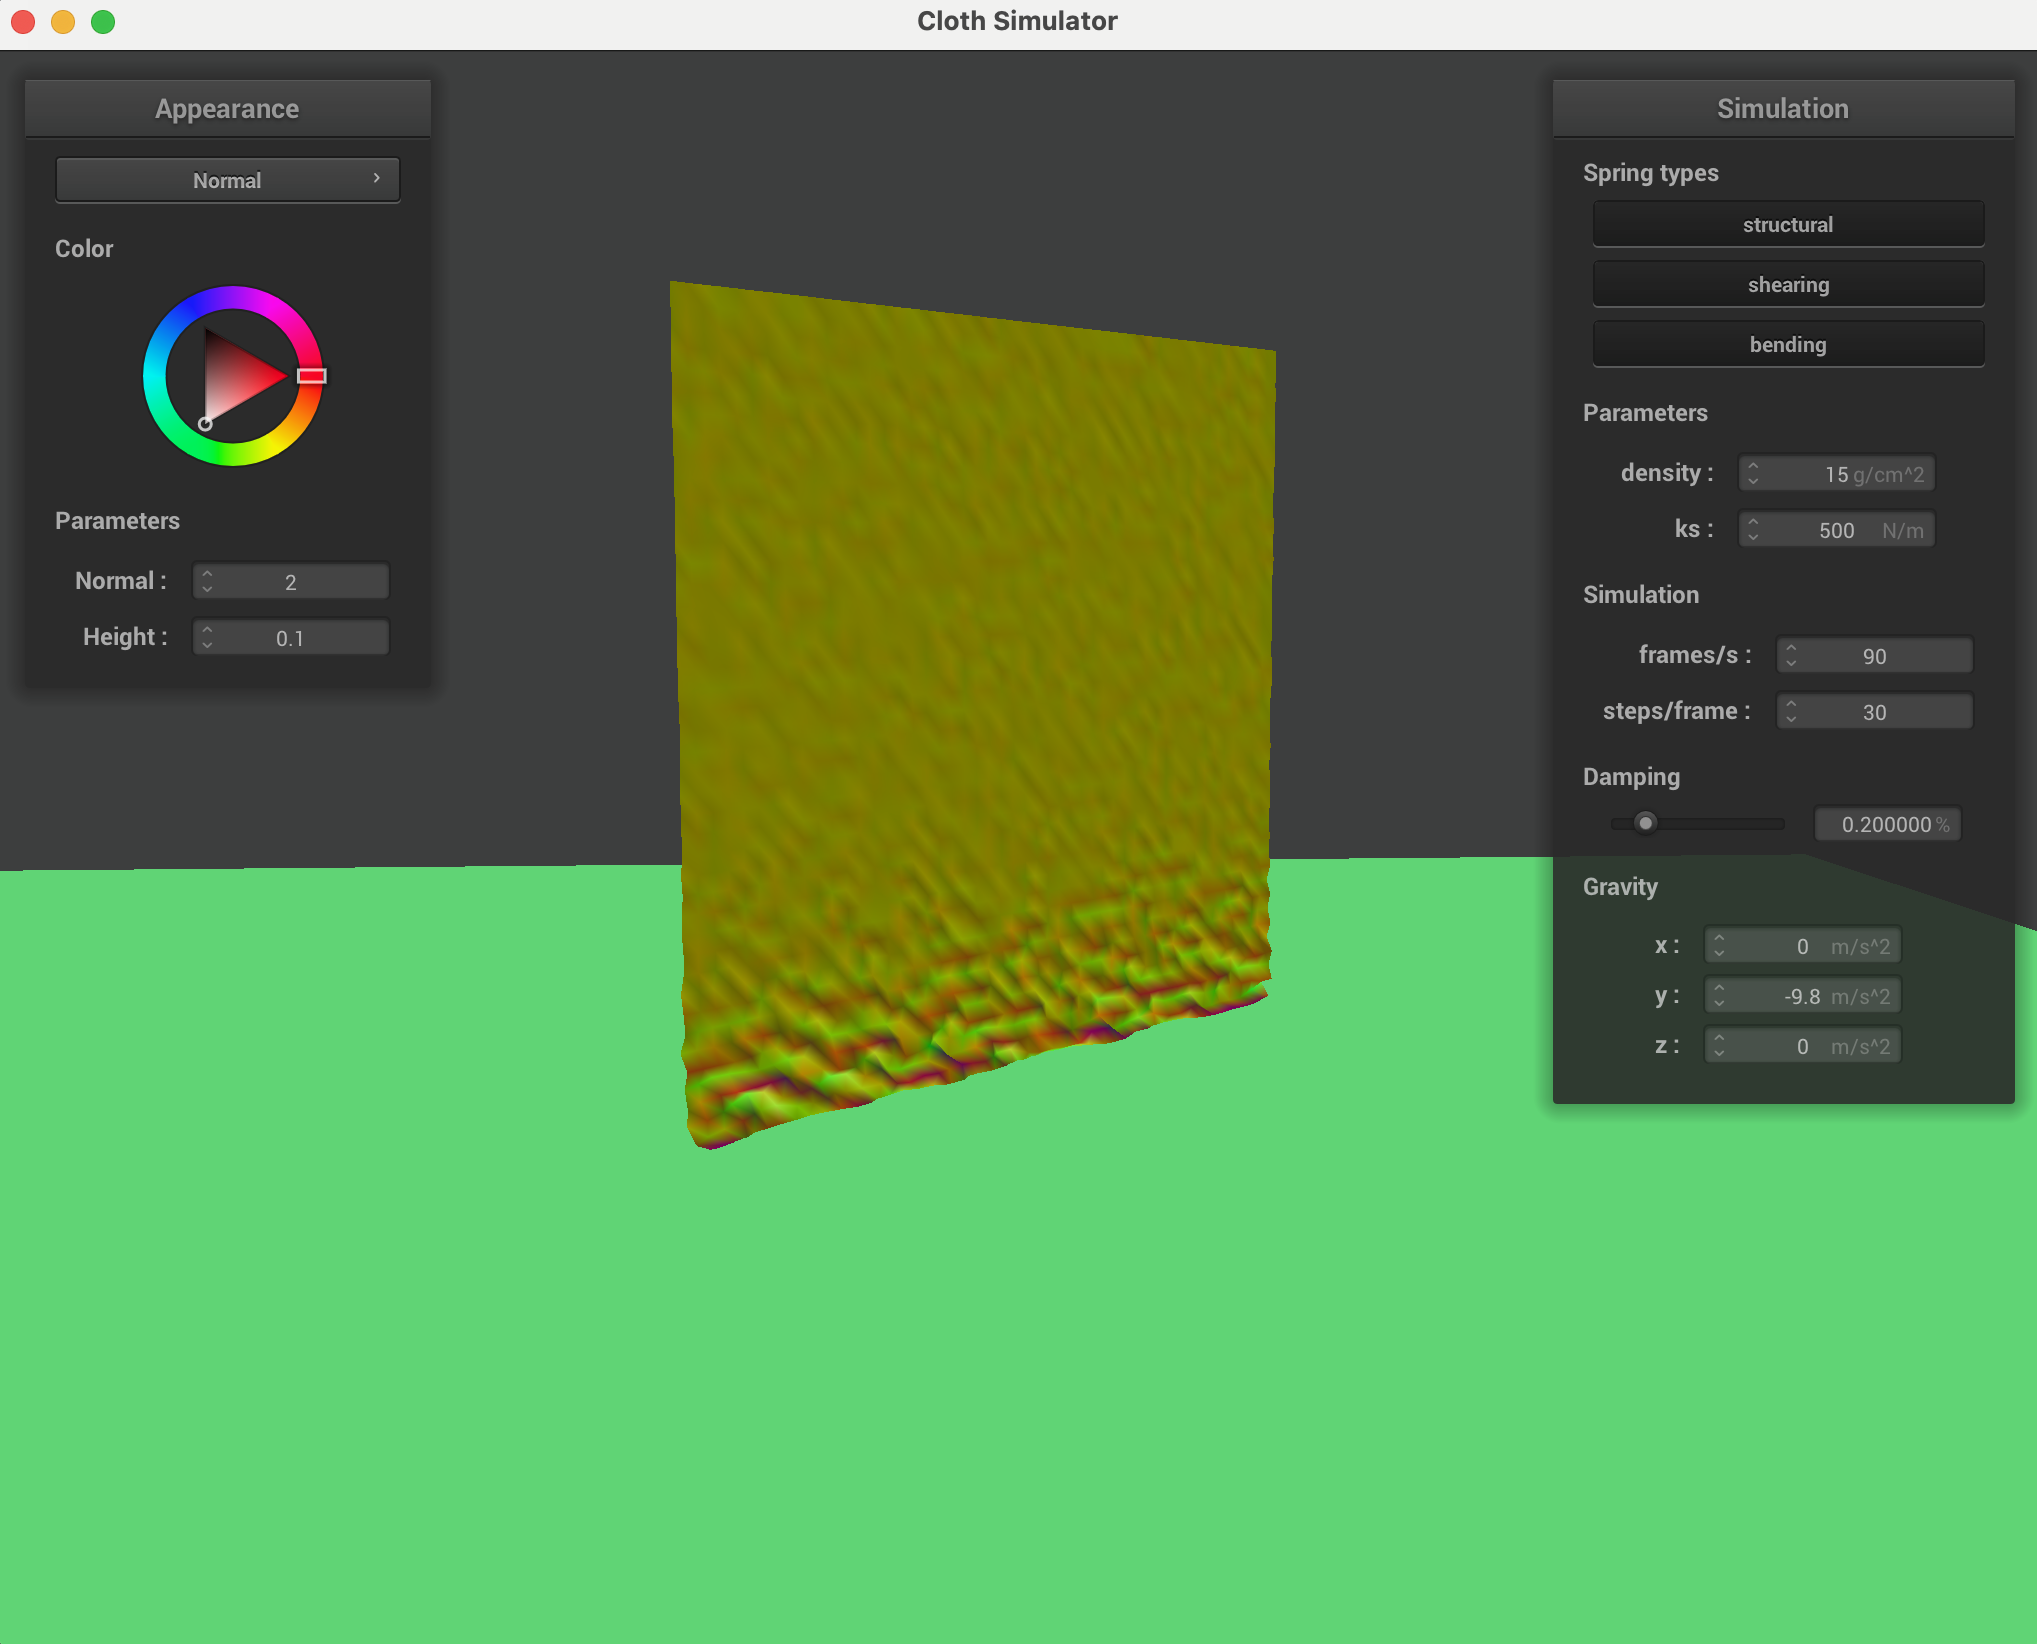 Cloth Simulator
Appearance
Normal
Color
Parameters
Normal : 2
Height : 0.1
Simulation
Spring types
structural
shearing
bending
Parameters
density : 15 g/cm^2
ks : 500 N/m
Simulation
frames/s : 90
steps/frame : 30
Damping
0.200000 %
Gravity
x : 0 m/s^2
y : -9.8 m/s^2
z : 0 m/s^2